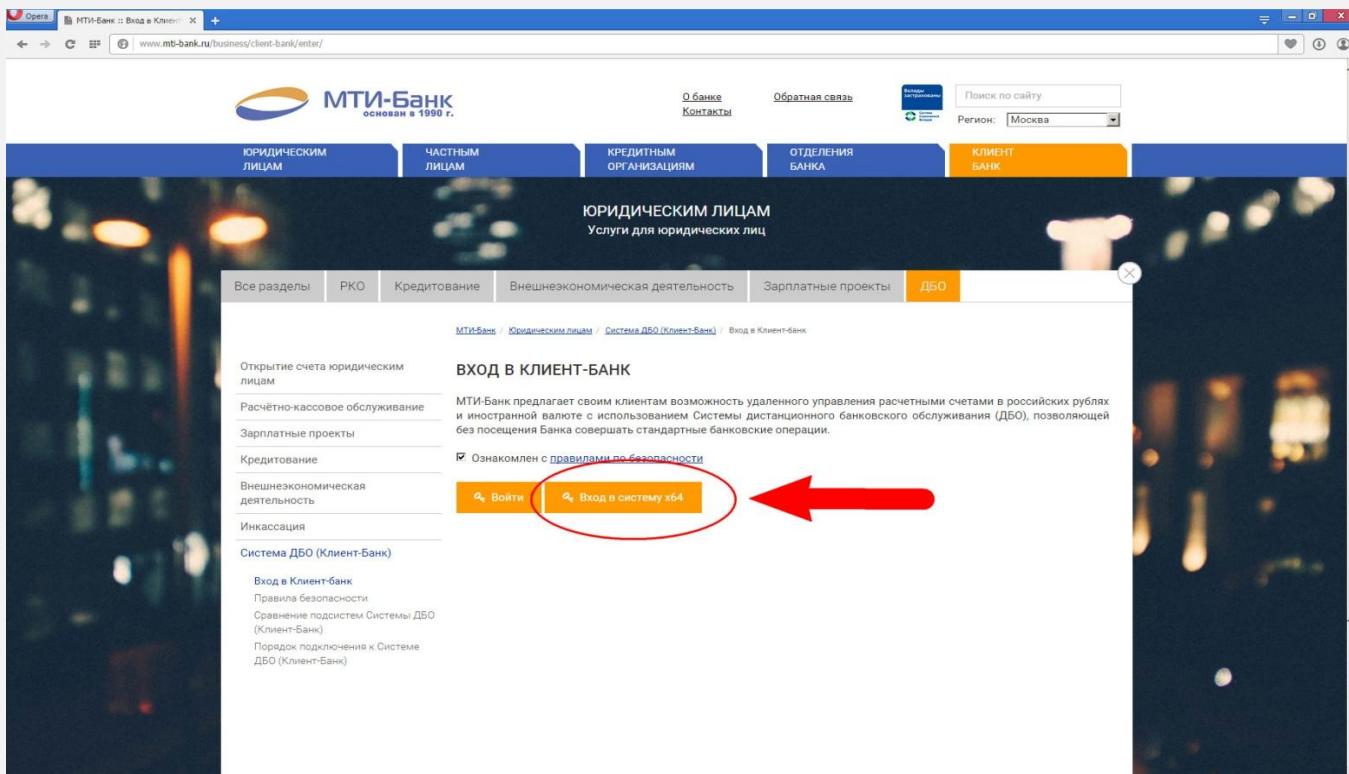 Opera
МТИ-Банк :: Вход в Клиент
www.mti-bank.ru/business/client-bank/enter/
МТИ-Банк
основан в 1990 г.
О банке
Контакты
Обратная связь
Вклады
застрахованы
Поиск по сайту
Регион: Москва
ЮРИДИЧЕСКИМ
ЛИЦАМ
ЧАСТНЫМ
ЛИЦАМ
КРЕДИТНЫМ
ОРГАНИЗАЦИЯМ
ОТДЕЛЕНИЯ
БАНКА
КЛИЕНТ
БАНК
ЮРИДИЧЕСКИМ ЛИЦАМ
Услуги для юридических лиц
Все разделы РКО Кредитование Внешнеэкономическая деятельность Зарплатные проекты ДБО
МТИ-Банк / Юридическим лицам / Система ДБО (Клиент-Банк) / Вход в Клиент-банк
Открытие счета юридическим
лицам
Расчётно-кассовое обслуживание
Зарплатные проекты
Кредитование
Внешнеэкономическая
деятельность
Инкассация
Система ДБО (Клиент-Банк)
Вход в Клиент-банк
Правила безопасности
Сравнение подсистем Системы ДБО
(Клиент-Банк)
Порядок подключения к Системе
ДБО (Клиент-Банк)
ВХОД В КЛИЕНТ-БАНК
МТИ-Банк предлагает своим клиентам возможность удаленного управления расчетными счетами в российских рублях
и иностранной валюте с использованием Системы дистанционного банковского обслуживания (ДБО), позволяющей
без посещения Банка совершать стандартные банковские операции.
Ознакомлен с правилами по безопасности
Войти
Вход в систему x64